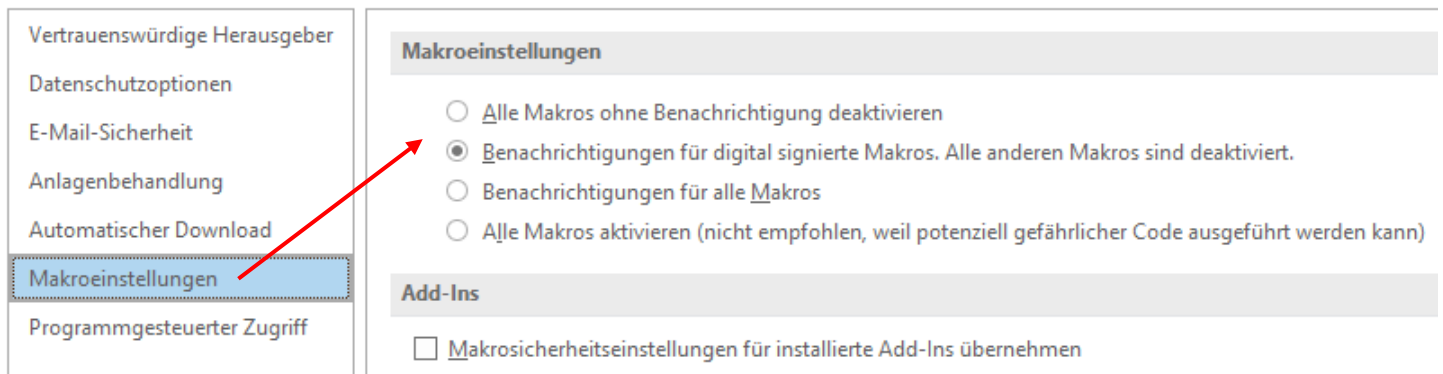 Vertrauenswürdige Herausgeber
Datenschutzoptionen
E-Mail-Sicherheit
Anlagenbehandlung
Automatischer Download
Makroeinstellungen
Programmgesteuerter Zugriff
Makroeinstellungen
Alle Makros ohne Benachrichtigung deaktivieren
Benachrichtigungen für digital signierte Makros. Alle anderen Makros sind deaktiviert.
Benachrichtigungen für alle Makros
Alle Makros aktivieren (nicht empfohlen, weil potenziell gefährlicher Code ausgeführt werden kann)
Add-Ins
Makrosicherheitseinstellungen für installierte Add-Ins übernehmen